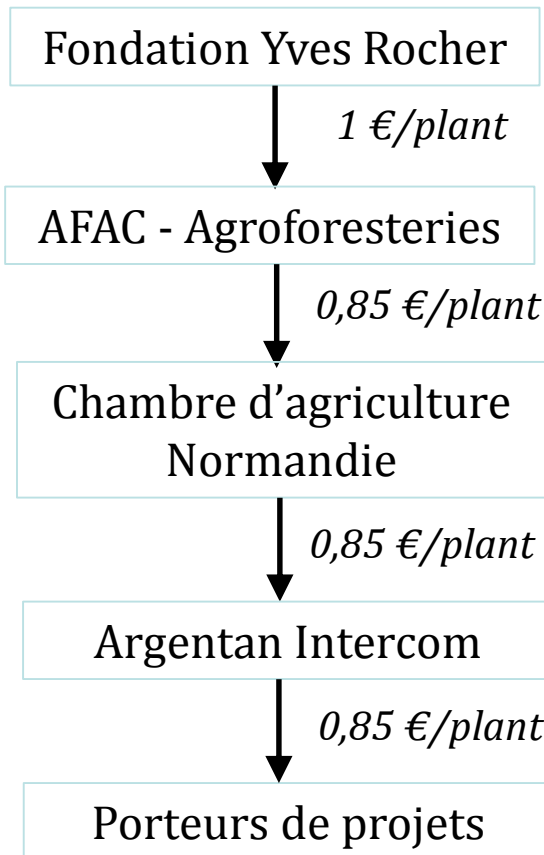 Fondation Yves Rocher
1 €/plant
AFAC - Agroforesteries
0,85 €/plant
Chambre d’agriculture
Normandie
0,85 €/plant
Argentan Intercom
0,85 €/plant
Porteurs de projets